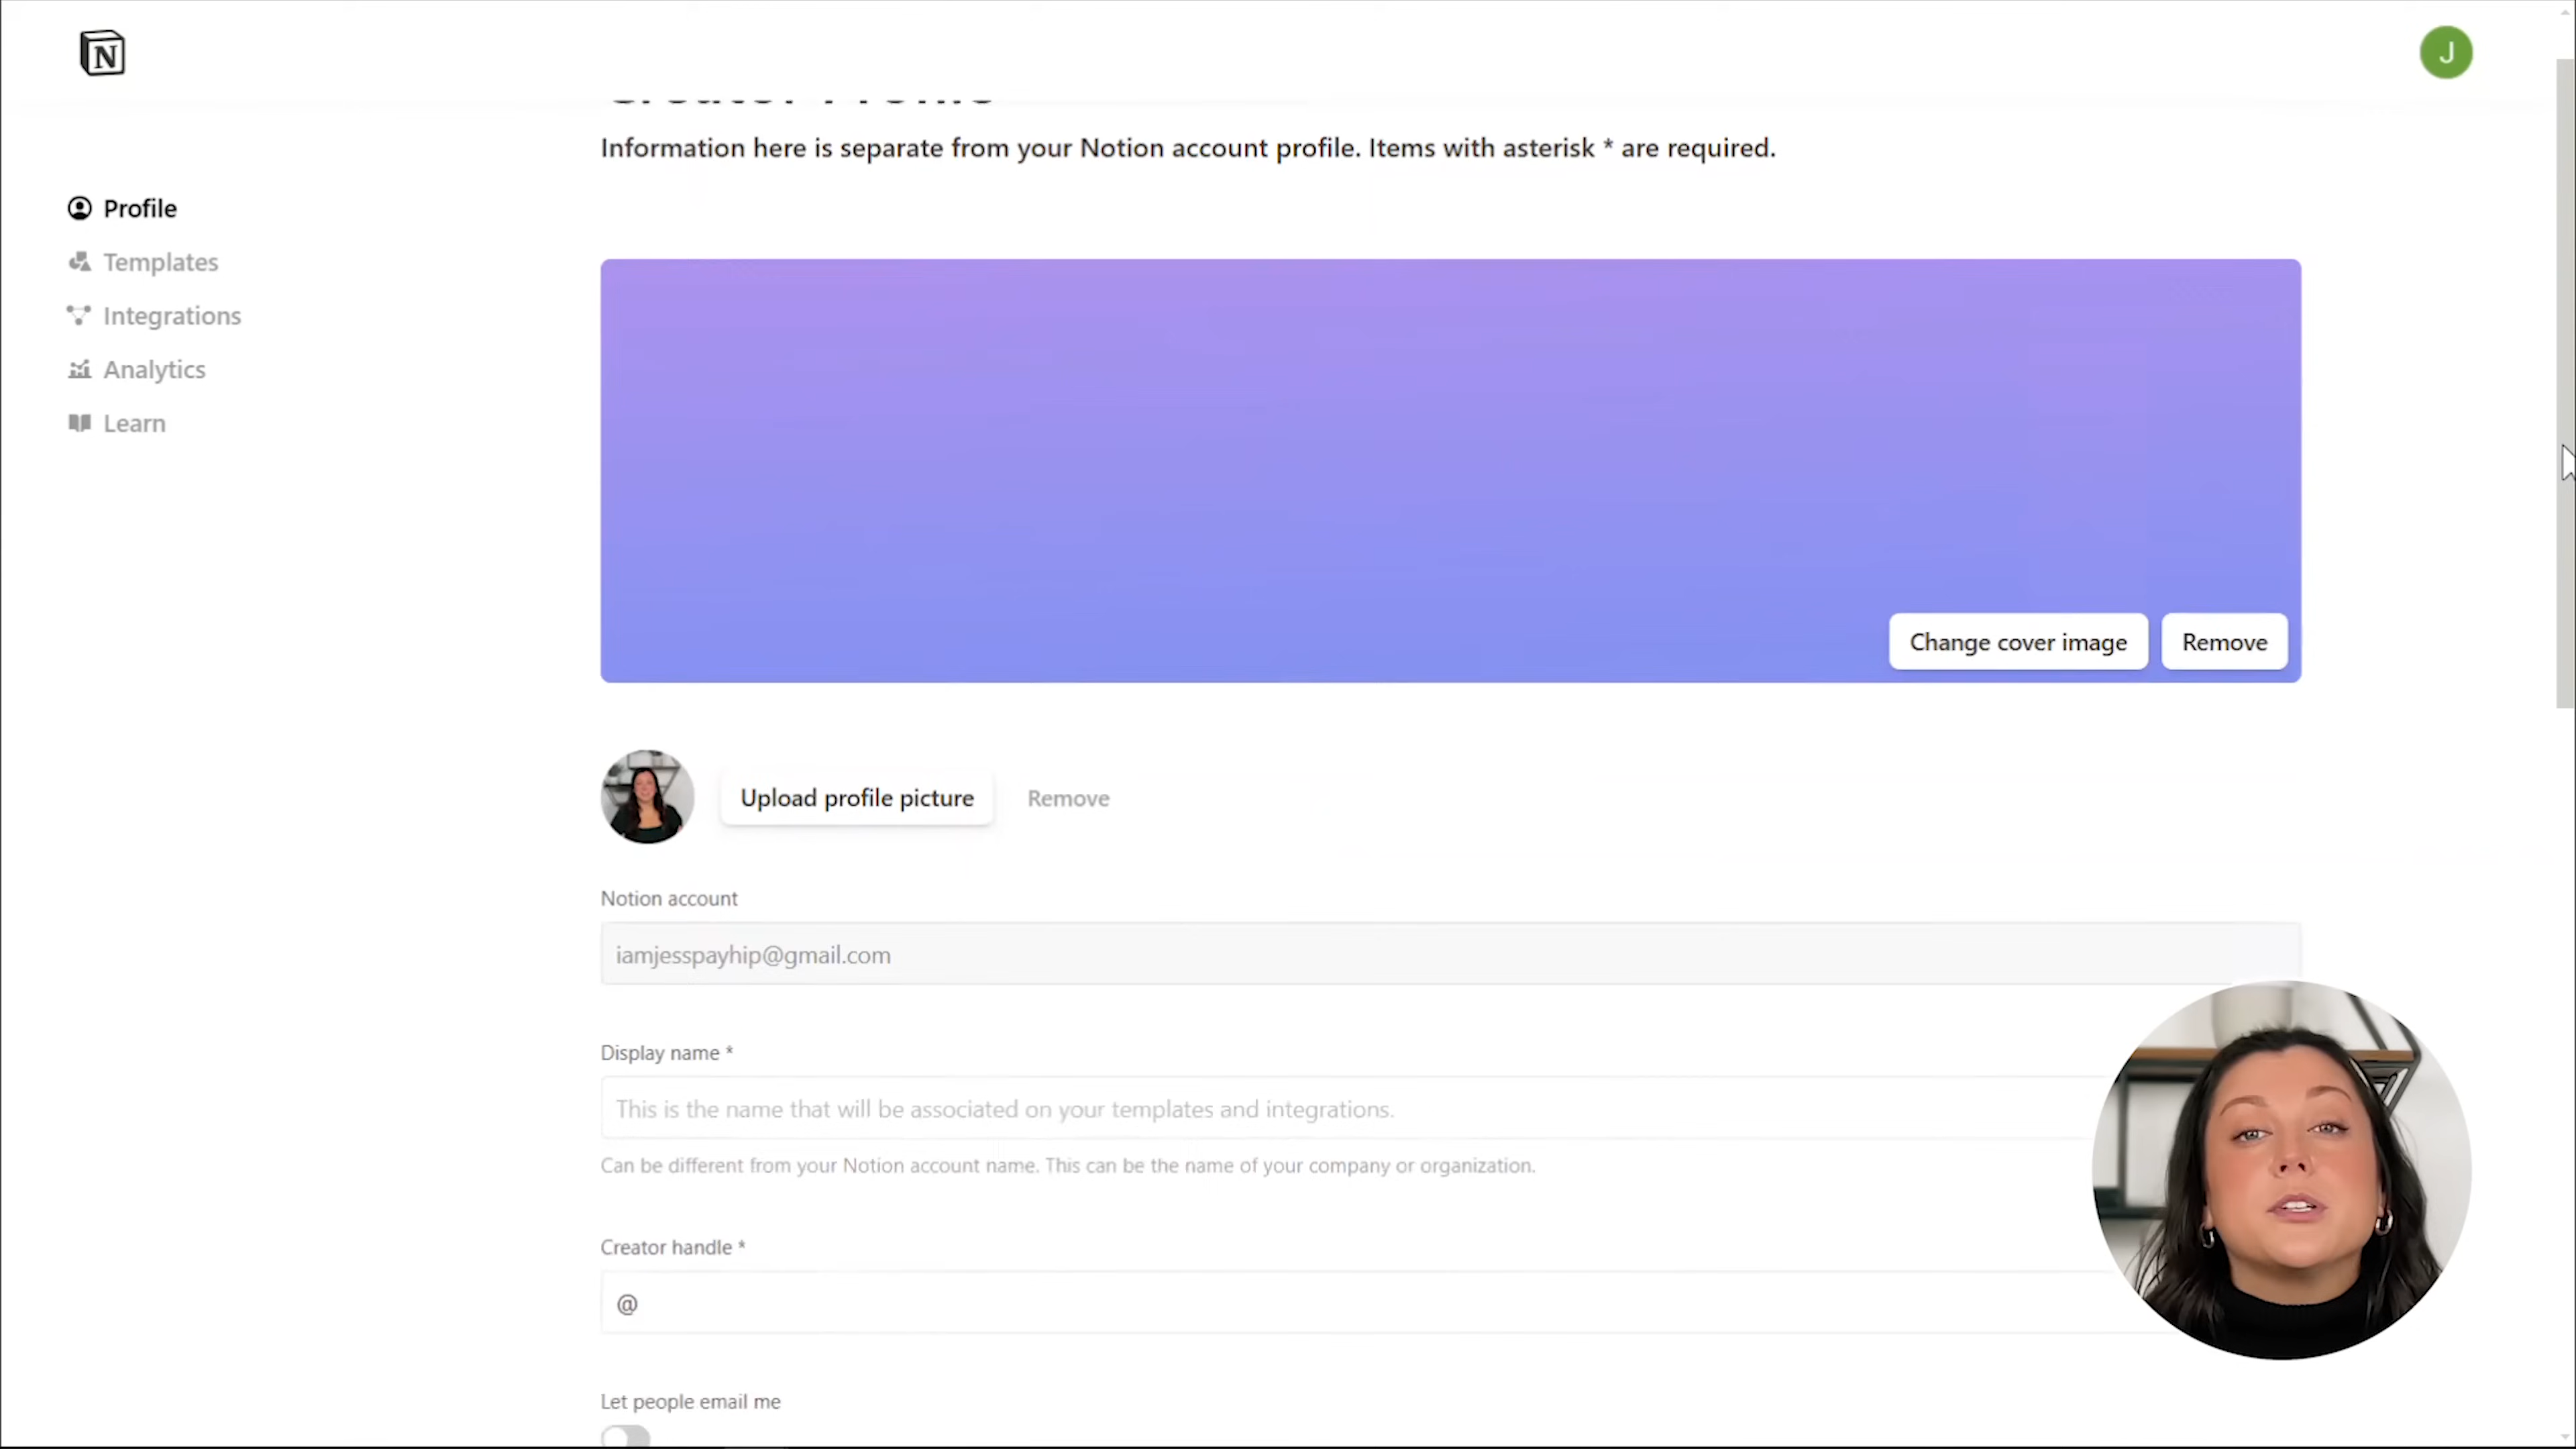 N
J
Creator Profile
Information here is separate from your Notion account profile. Items with asterisk * are required.
Profile
Templates
Integrations
Analytics
Learn
Change cover image
Remove
Upload profile picture
Remove
Notion account
iamjesspayhip@gmail.com
Display name *
This is the name that will be associated on your templates and integrations.
Can be different from your Notion account name. This can be the name of your company or organization.
Creator handle *
@
Let people email me